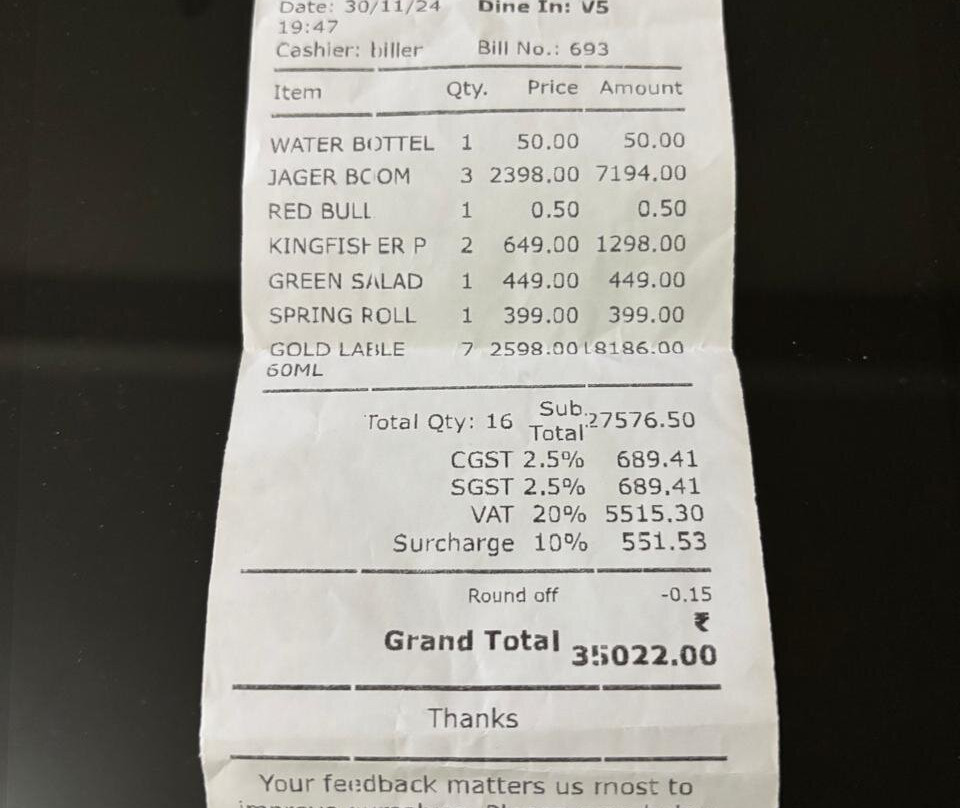 Date: 30/11/24 Dine In: V5
19:47
Cashier: biller Bill No.: 693
Item Qty. Price Amount
WATER BOTTEL 1 50.00 50.00
JAGER BOOM 3 2398.00 7194.00
RED BULL 1 0.50 0.50
KINGFISHER P 2 649.00 1298.00
GREEN SALAD 1 449.00 449.00
SPRING ROLL 1 399.00 399.00
GOLD LABLE 7 2598.00 18186.00
60ML
Total Qty: 16 Sub Total 27576.50
CGST 2.5% 689.41
SGST 2.5% 689.41
VAT 20% 5515.30
Surcharge 10% 551.53
Round off -0.15
₹
Grand Total 35022.00
Thanks
Your feedback matters us most to